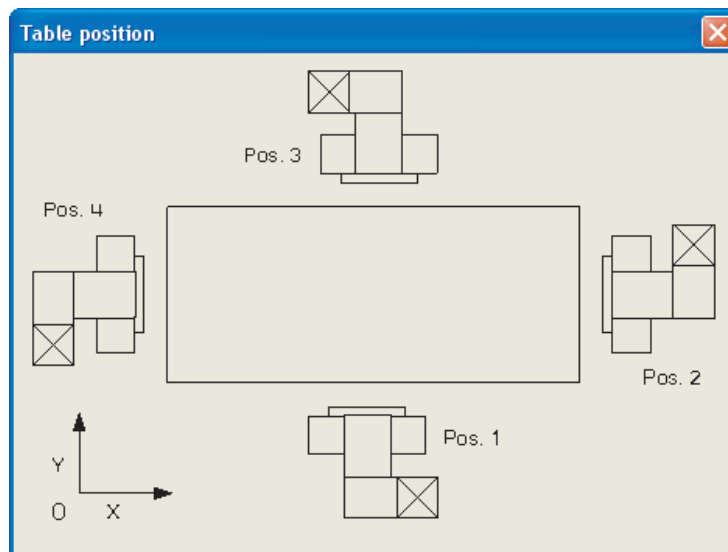 Table position
Pos. 3
Pos. 4
Pos. 2
Pos. 1
Y
O X